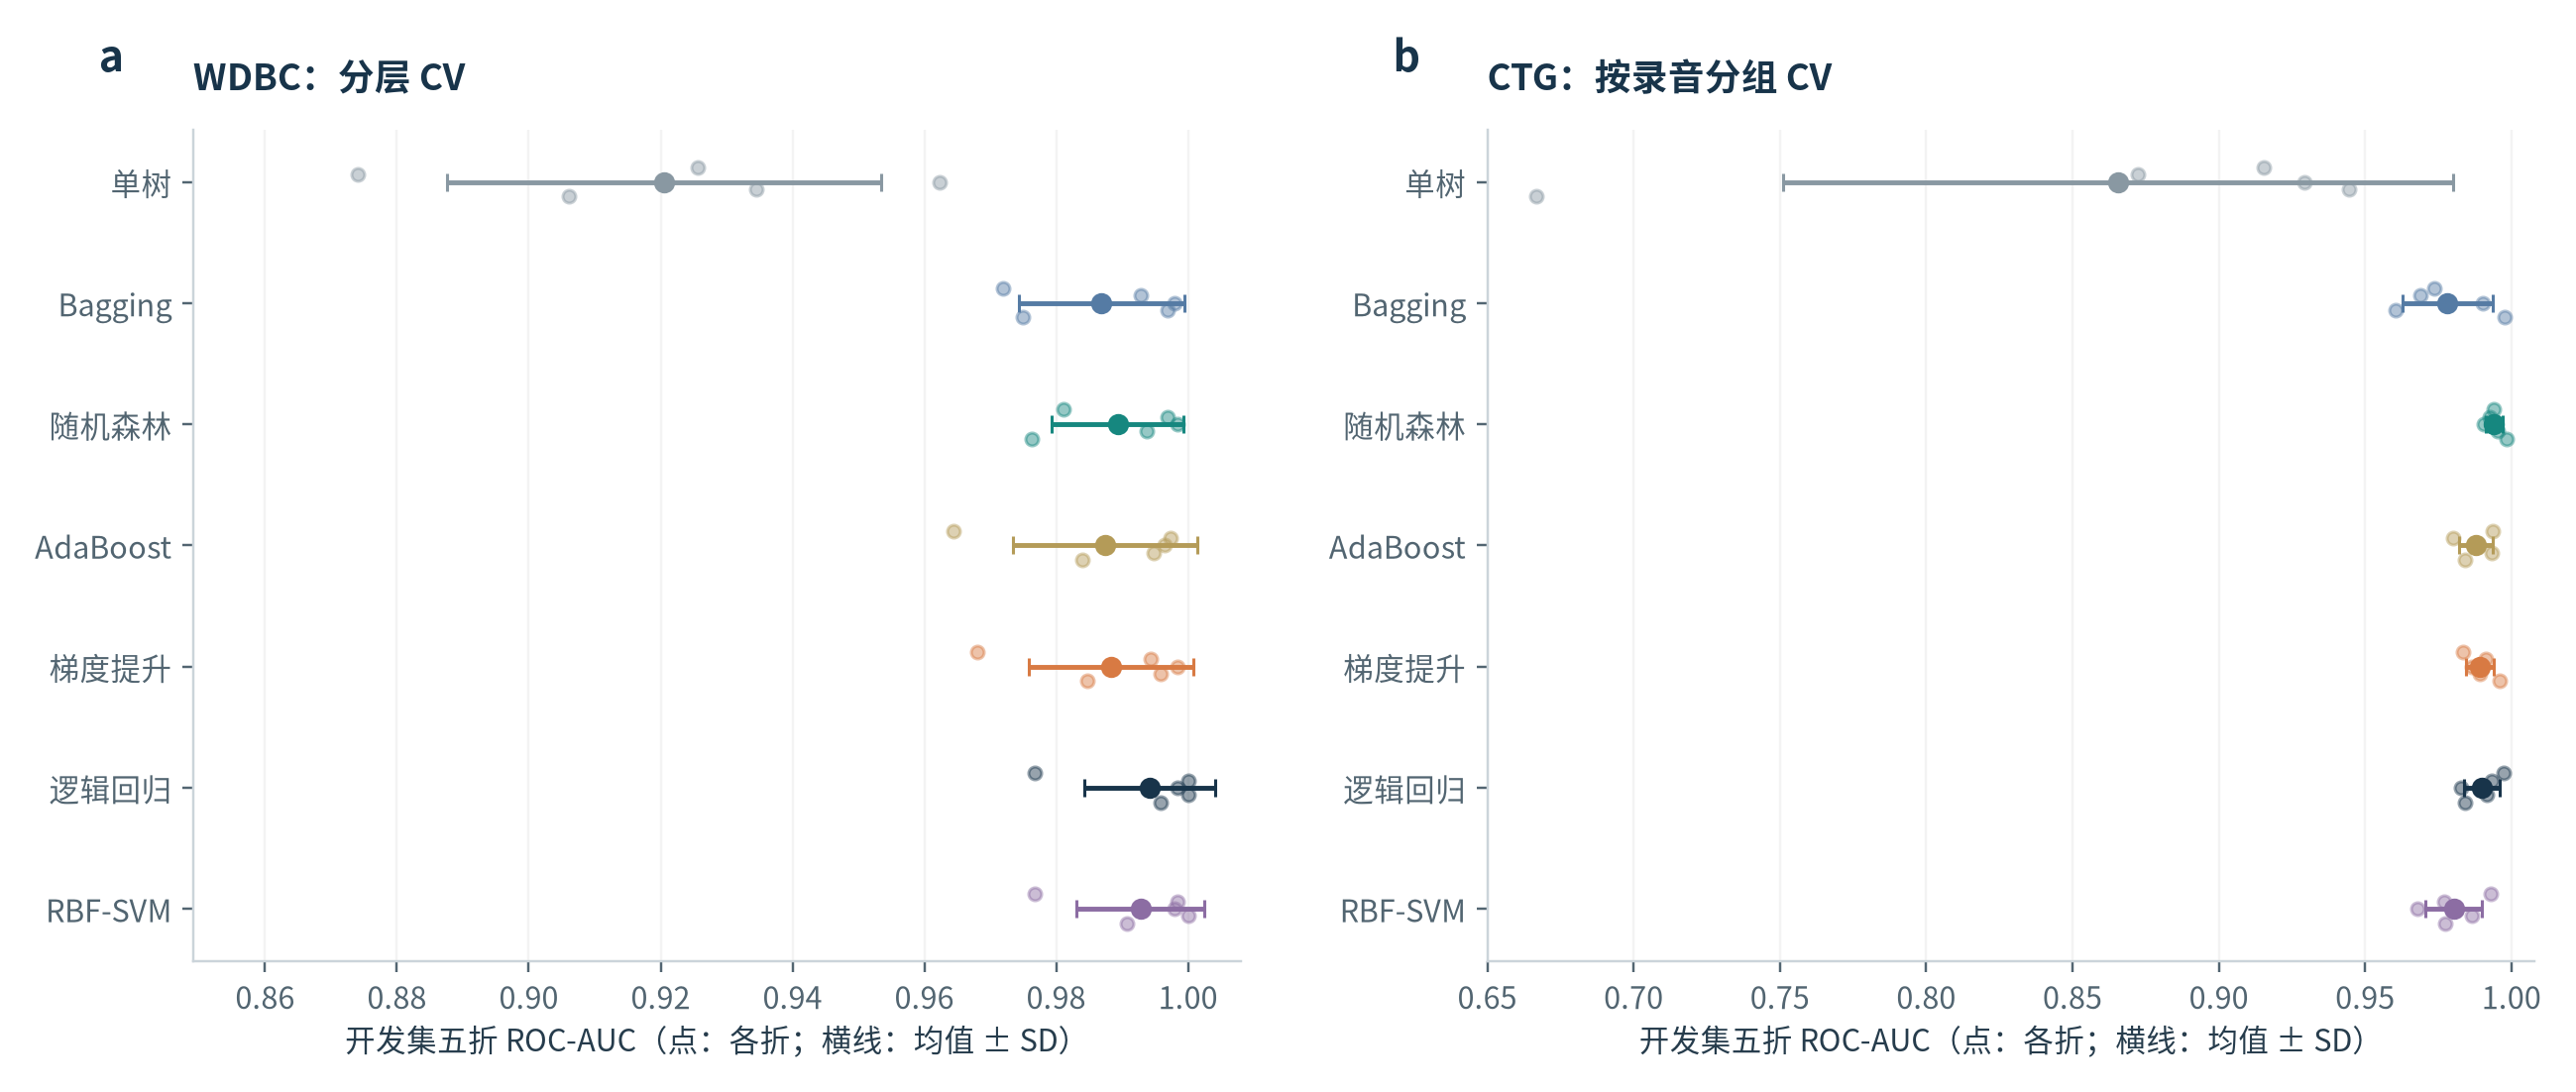 a
WDBC：分层 CV
单树
Bagging
随机森林
AdaBoost
梯度提升
逻辑回归
RBF-SVM
0.86 0.88 0.90 0.92 0.94 0.96 0.98 1.00
开发集五折 ROC-AUC（点：各折；横线：均值 ± SD）
b
CTG：按录音分组 CV
单树
Bagging
随机森林
AdaBoost
梯度提升
逻辑回归
RBF-SVM
0.65 0.70 0.75 0.80 0.85 0.90 0.95 1.00
开发集五折 ROC-AUC（点：各折；横线：均值 ± SD）